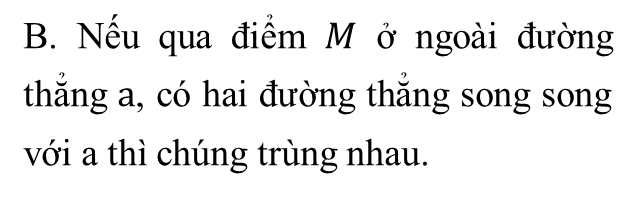 B. Nếu qua điểm M ở ngoài đường
thẳng a, có hai đường thẳng song song
với a thì chúng trùng nhau.